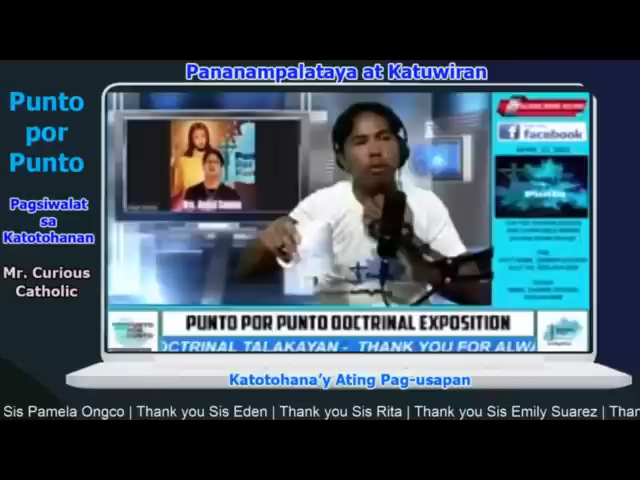 Pananampalataya at Katuwiran
Punto
por
Punto
Pagsiwalat
sa
Katotohanan
Mr. Curious
Catholic
facebook
Punto
PUNTO POR PUNTO DOCTRINAL EXPOSITION
OCTRINAL TALAKAYAN - THANK YOU FOR ALWA
Katotohana'y Ating Pag-usapan
Sis Pamela Ongco | Thank you Sis Eden | Thank you Sis Rita | Thank you Sis Emily Suarez | Than